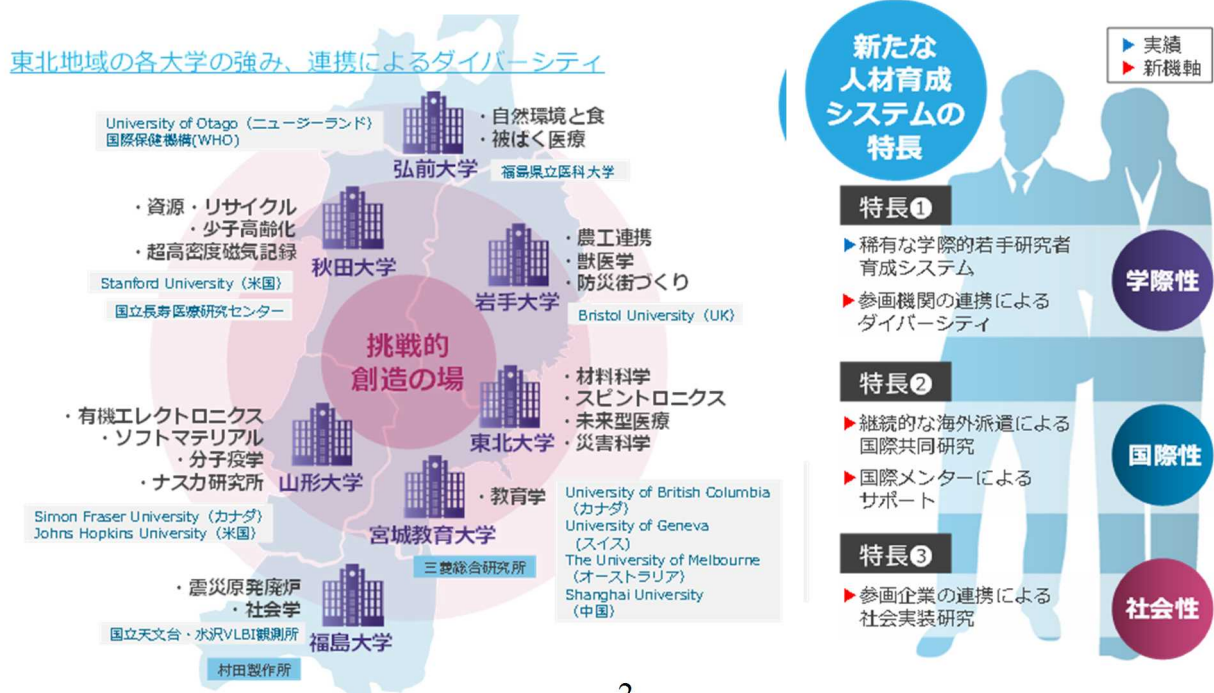 東北地域の各大学の強み、連携によるダイバーシティ
University of Otago（ニュージーランド）
国際保健機構(WHO)
・自然環境と食
・被ばく医療
弘前大学
福島県立医科大学
・資源・リサイクル
・少子高齢化
・超高密度磁気記録
秋田大学
Stanford University（米国）
国立長寿医療研究センター
・農工連携
・獣医学
・防災街づくり
岩手大学
Bristol University（UK）
挑戦的
創造の場
・材料科学
・スピントロニクス
・未来型医療
・災害科学
東北大学
・有機エレクトロニクス
・ソフトマテリアル
・分子疫学
・ナスカ研究所
山形大学
Simon Fraser University（カナダ）
Johns Hopkins University（米国）
・教育学
宮城教育大学
三菱総合研究所
University of British Columbia
（カナダ）
University of Geneva
（スイス）
The University of Melbourne
（オーストラリア）
Shanghai University
（中国）
・震災原発廃炉
・社会学
福島大学
国立天文台・水沢VLBI観測所
村田製作所
新たな
人材育成
システムの
特長
▶ 実績
▶ 新機軸
特長❶
▶稀有な学際的若手研究者
育成システム
▶参画機関の連携による
ダイバーシティ
学際性
特長❷
▶継続的な海外派遣による
国際共同研究
▶国際メンターによる
サポート
国際性
特長❸
▶参画企業の連携による
社会実装研究
社会性
2